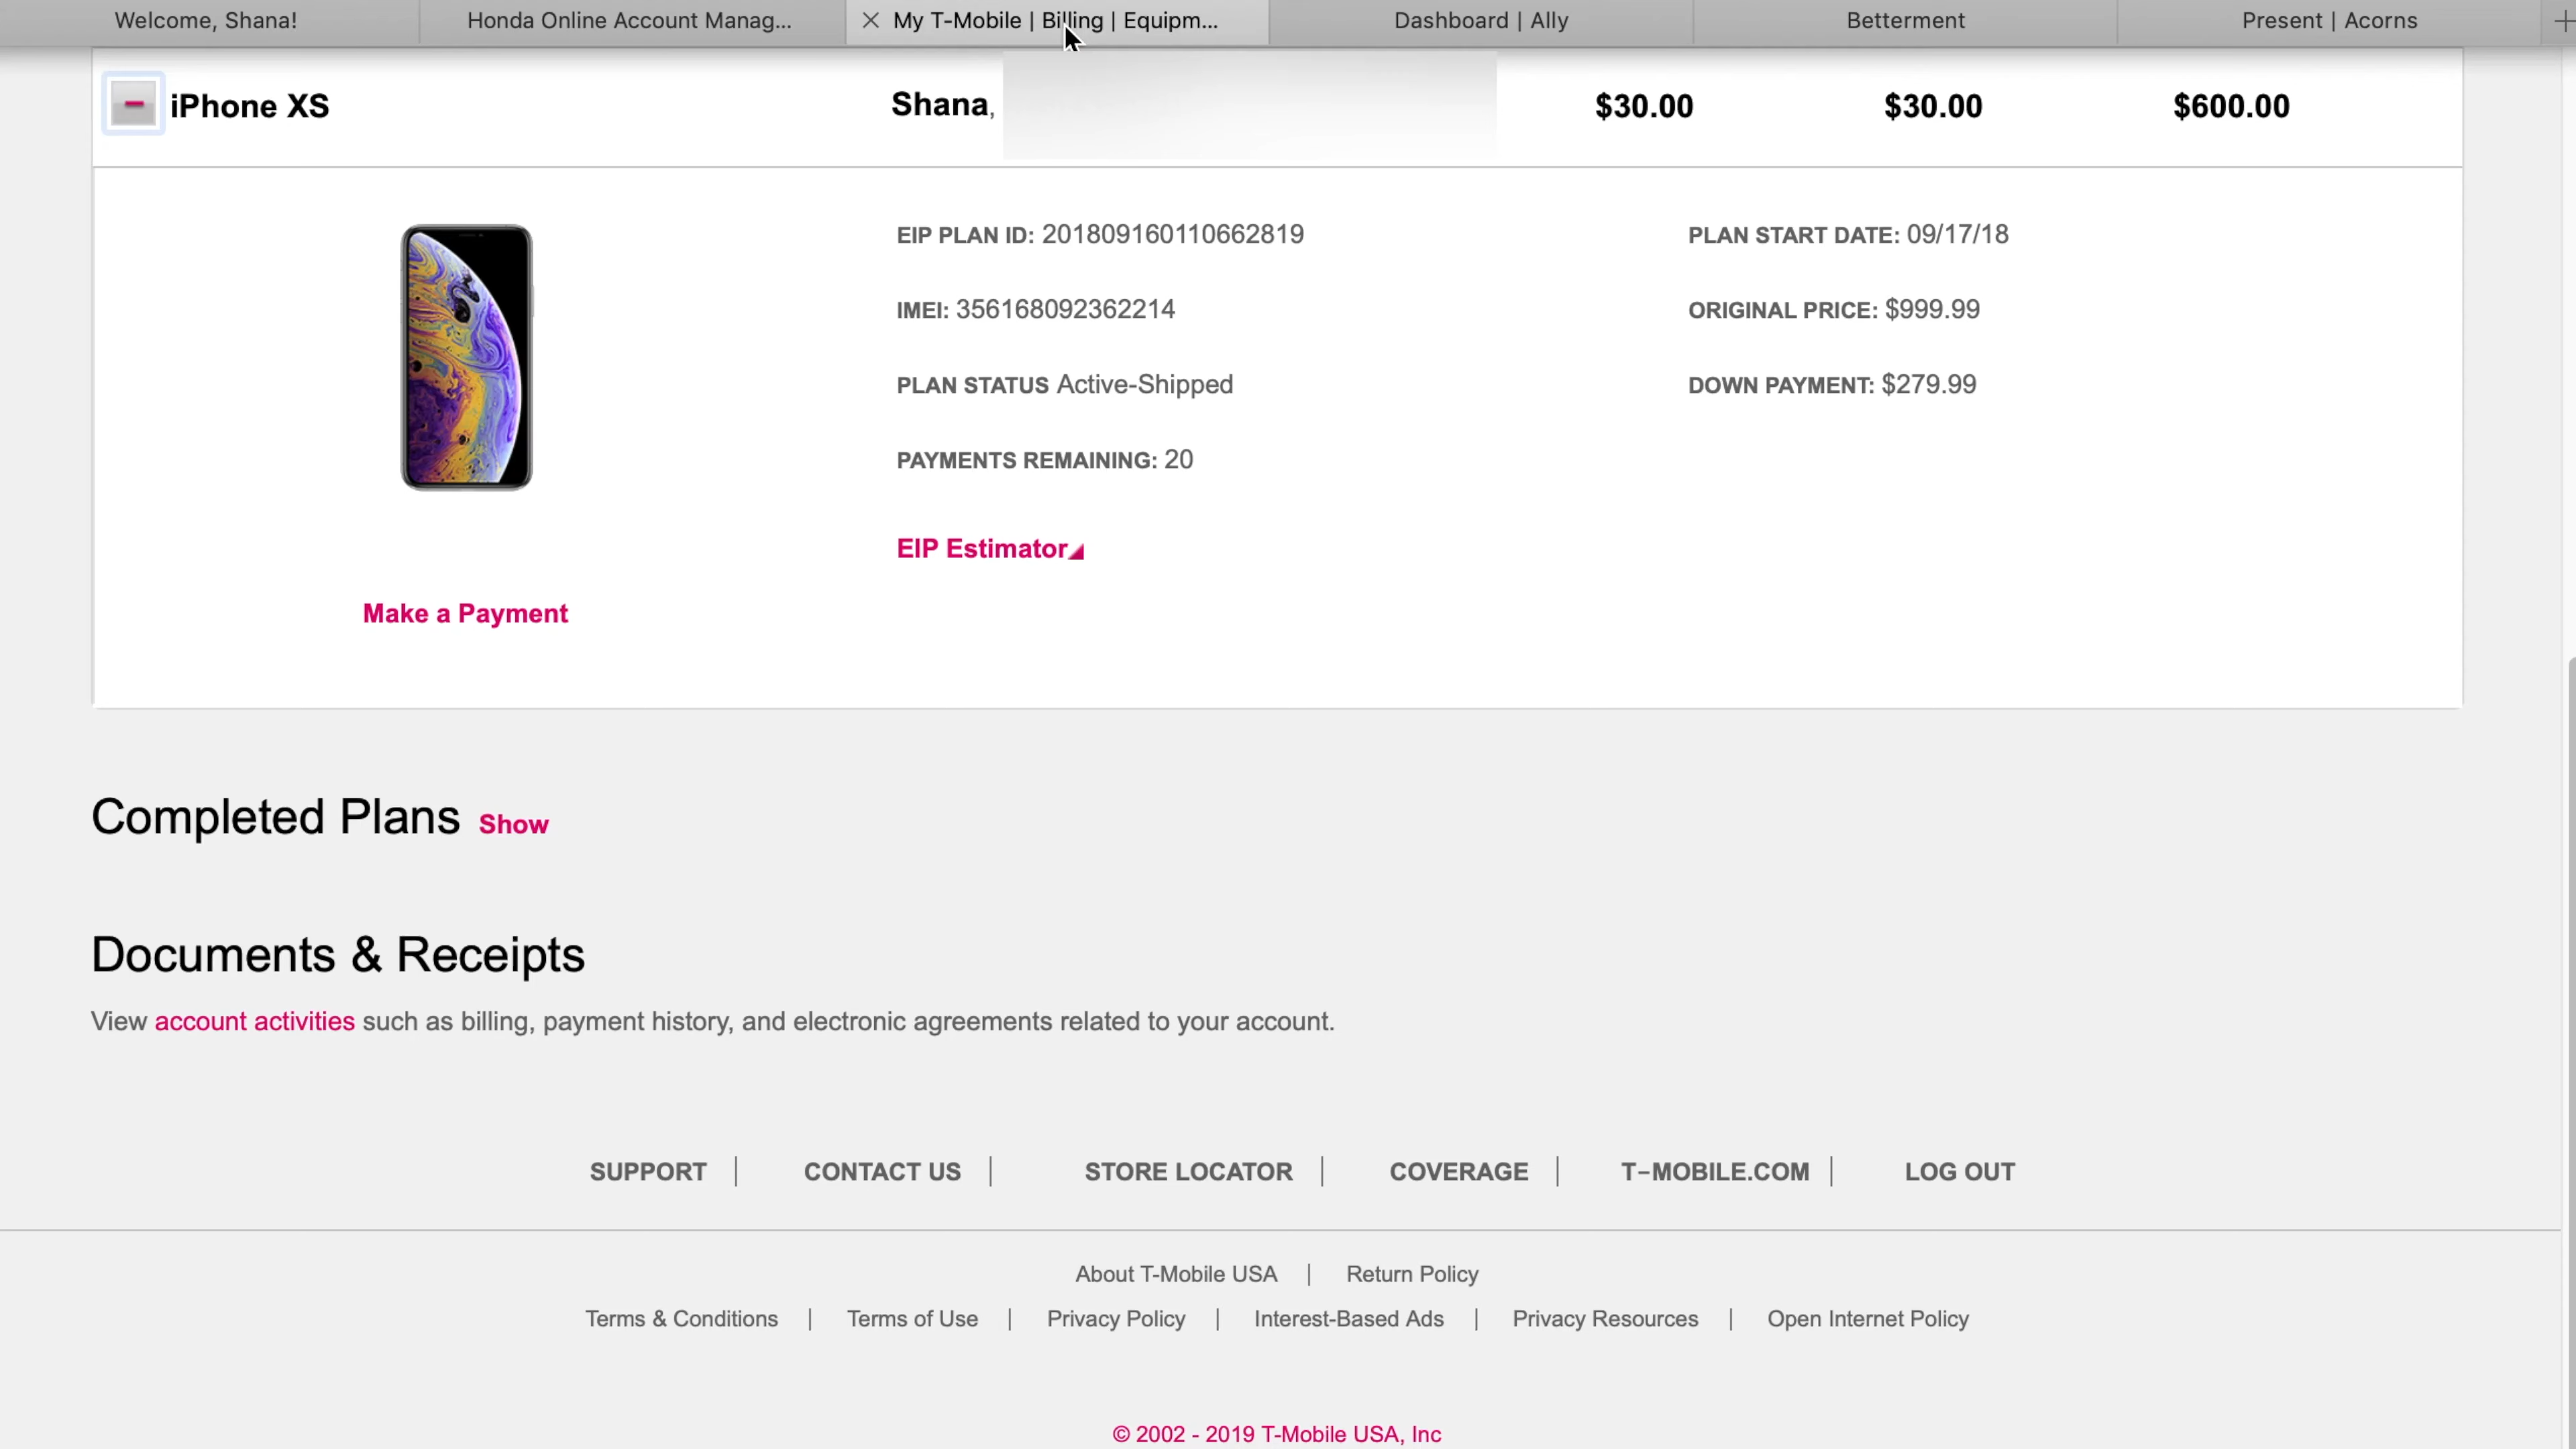 Welcome, Shana!
Honda Online Account Manag...
My T-Mobile | Billing | Equipm...
Dashboard | Ally
Betterment
Present | Acorns
iPhone XS
Shana,
$30.00
$30.00
$600.00
EIP PLAN ID: 201809160110662819
PLAN START DATE: 09/17/18
IMEI: 356168092362214
ORIGINAL PRICE: $999.99
PLAN STATUS Active-Shipped
DOWN PAYMENT: $279.99
PAYMENTS REMAINING: 20
EIP Estimator
Make a Payment
Completed Plans Show
Documents & Receipts
View account activities such as billing, payment history, and electronic agreements related to your account.
SUPPORT | CONTACT US | STORE LOCATOR | COVERAGE | T-MOBILE.COM | LOG OUT
About T-Mobile USA | Return Policy
Terms & Conditions | Terms of Use | Privacy Policy | Interest-Based Ads | Privacy Resources | Open Internet Policy
© 2002 - 2019 T-Mobile USA, Inc